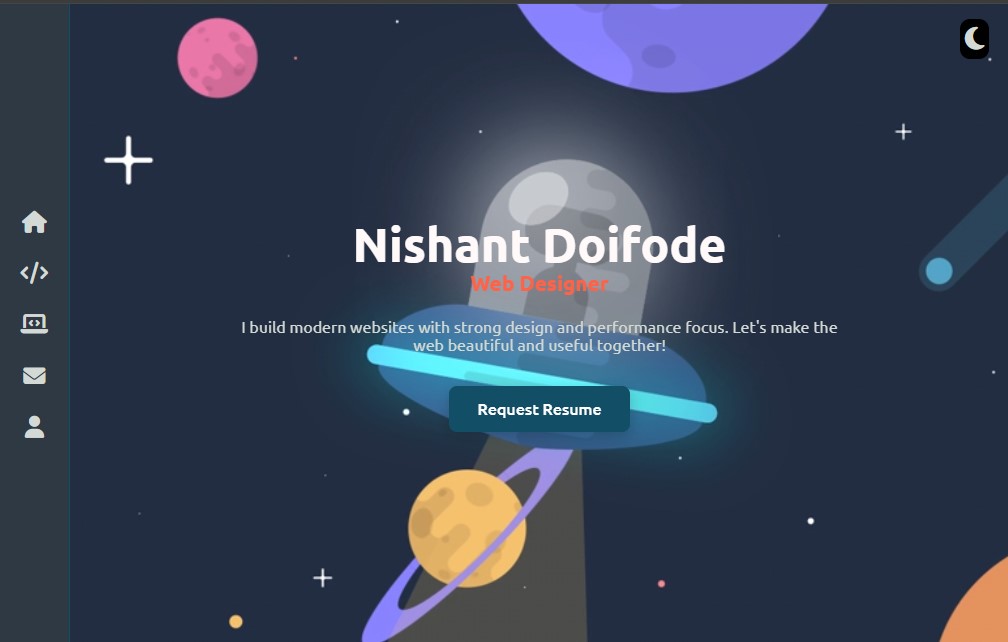 Nishant Doifode
Web Designer
I build modern websites with strong design and performance focus. Let's make the
web beautiful and useful together!
Request Resume